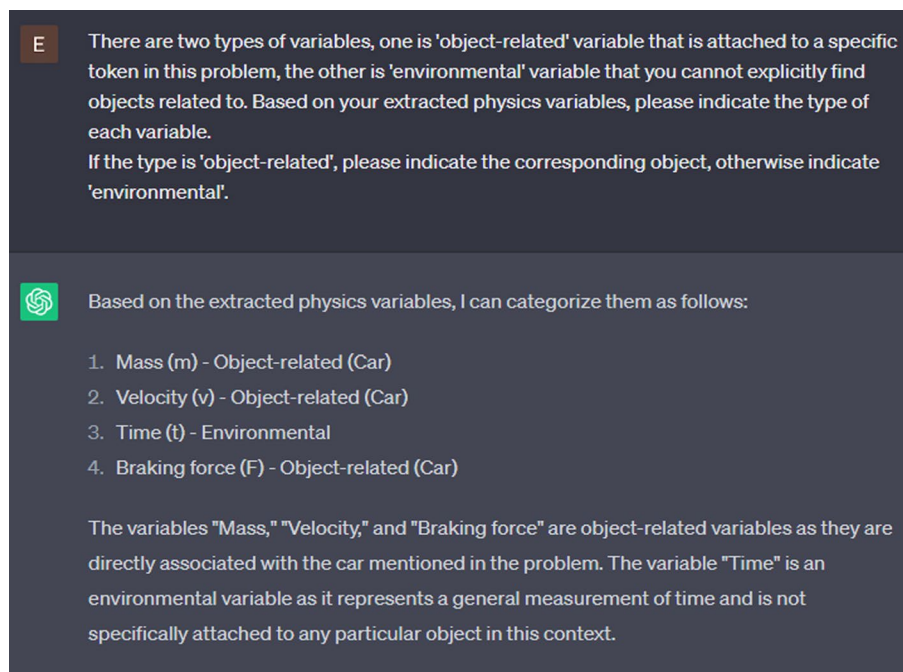 E
There are two types of variables, one is 'object-related' variable that is attached to a specific
token in this problem, the other is 'environmental' variable that you cannot explicitly find
objects related to. Based on your extracted physics variables, please indicate the type of
each variable.
If the type is 'object-related', please indicate the corresponding object, otherwise indicate
'environmental'.
Based on the extracted physics variables, I can categorize them as follows:
1. Mass (m) - Object-related (Car)
2. Velocity (v) - Object-related (Car)
3. Time (t) - Environmental
4. Braking force (F) - Object-related (Car)
The variables "Mass," "Velocity," and "Braking force" are object-related variables as they are
directly associated with the car mentioned in the problem. The variable "Time" is an
environmental variable as it represents a general measurement of time and is not
specifically attached to any particular object in this context.